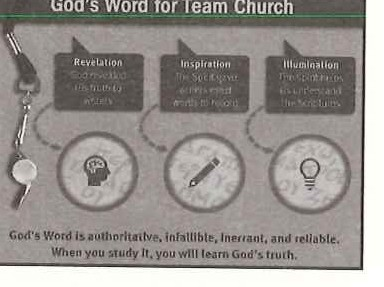 God's Word for Team Church
Revelation
God revealed
His truth to
writers
Inspiration
The Spirit gave
writers exact
words to record
Illumination
The Spirit helps
us understand
the Scriptures
God's Word is authoritative, infallible, inerrant, and reliable.
When you study it, you will learn God's truth.